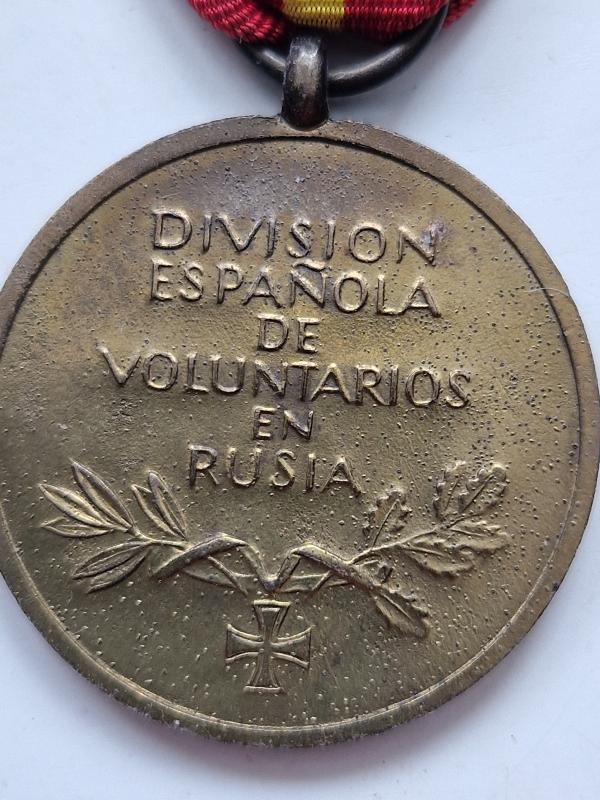 DIVISION
ESPAÑOLA
DE
VOLUNTARIOS
EN
RUSIA